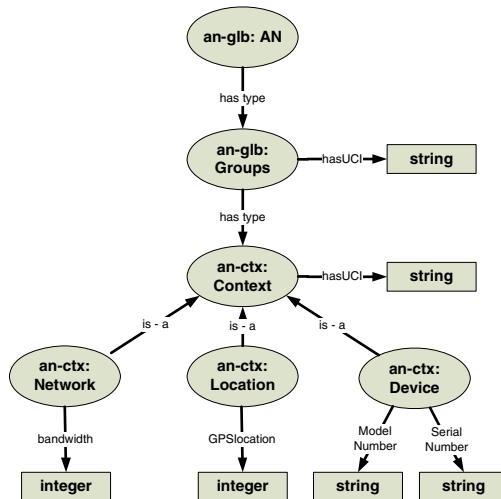 an-glb: AN
has type
an-glb:
Groups
hasUCI
string
has type
an-ctx:
Context
hasUCI
string
is - a
is - a
is - a
an-ctx:
Network
an-ctx:
Location
an-ctx:
Device
bandwidth
GPSlocation
Model
Number
Serial
Number
integer
integer
string
string